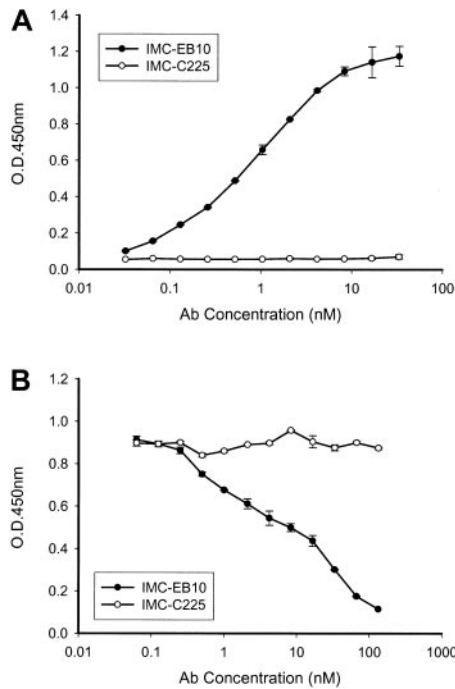 A
1.4
1.2
1.0
0.8
0.6
0.4
0.2
0.0
O.D.450nm
IMC-EB10
IMC-C225
0.01 0.1 1 10 100
Ab Concentration (nM)
B
1.2
1.0
0.8
0.6
0.4
0.2
0.0
O.D.450nm
IMC-EB10
IMC-C225
0.01 0.1 1 10 100 1000
Ab Concentration (nM)